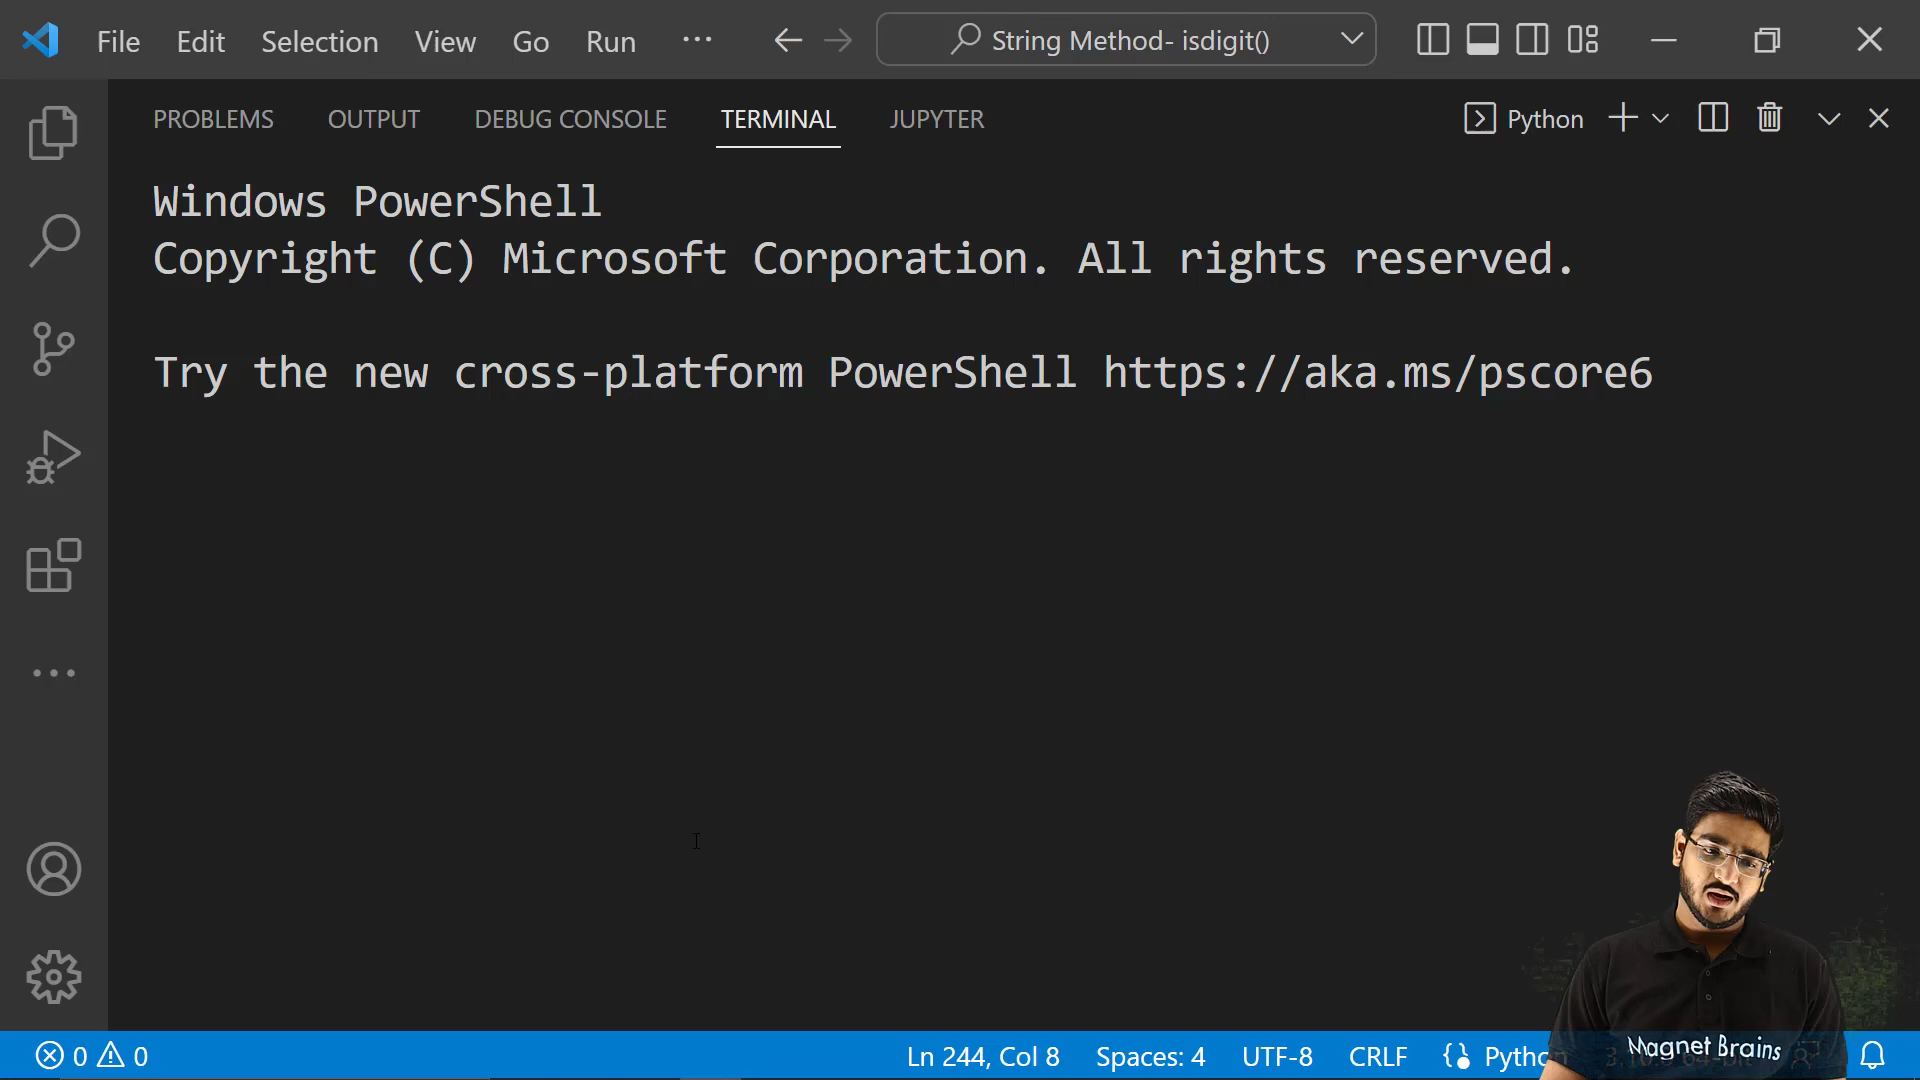 File Edit Selection View Go Run ··· String Method- isdigit()
PROBLEMS OUTPUT DEBUG CONSOLE TERMINAL JUPYTER Python
Windows PowerShell
Copyright (C) Microsoft Corporation. All rights reserved.
Try the new cross-platform PowerShell https://aka.ms/pscore6
0 0 Ln 244, Col 8 Spaces: 4 UTF-8 CRLF Python
Magnet Brains